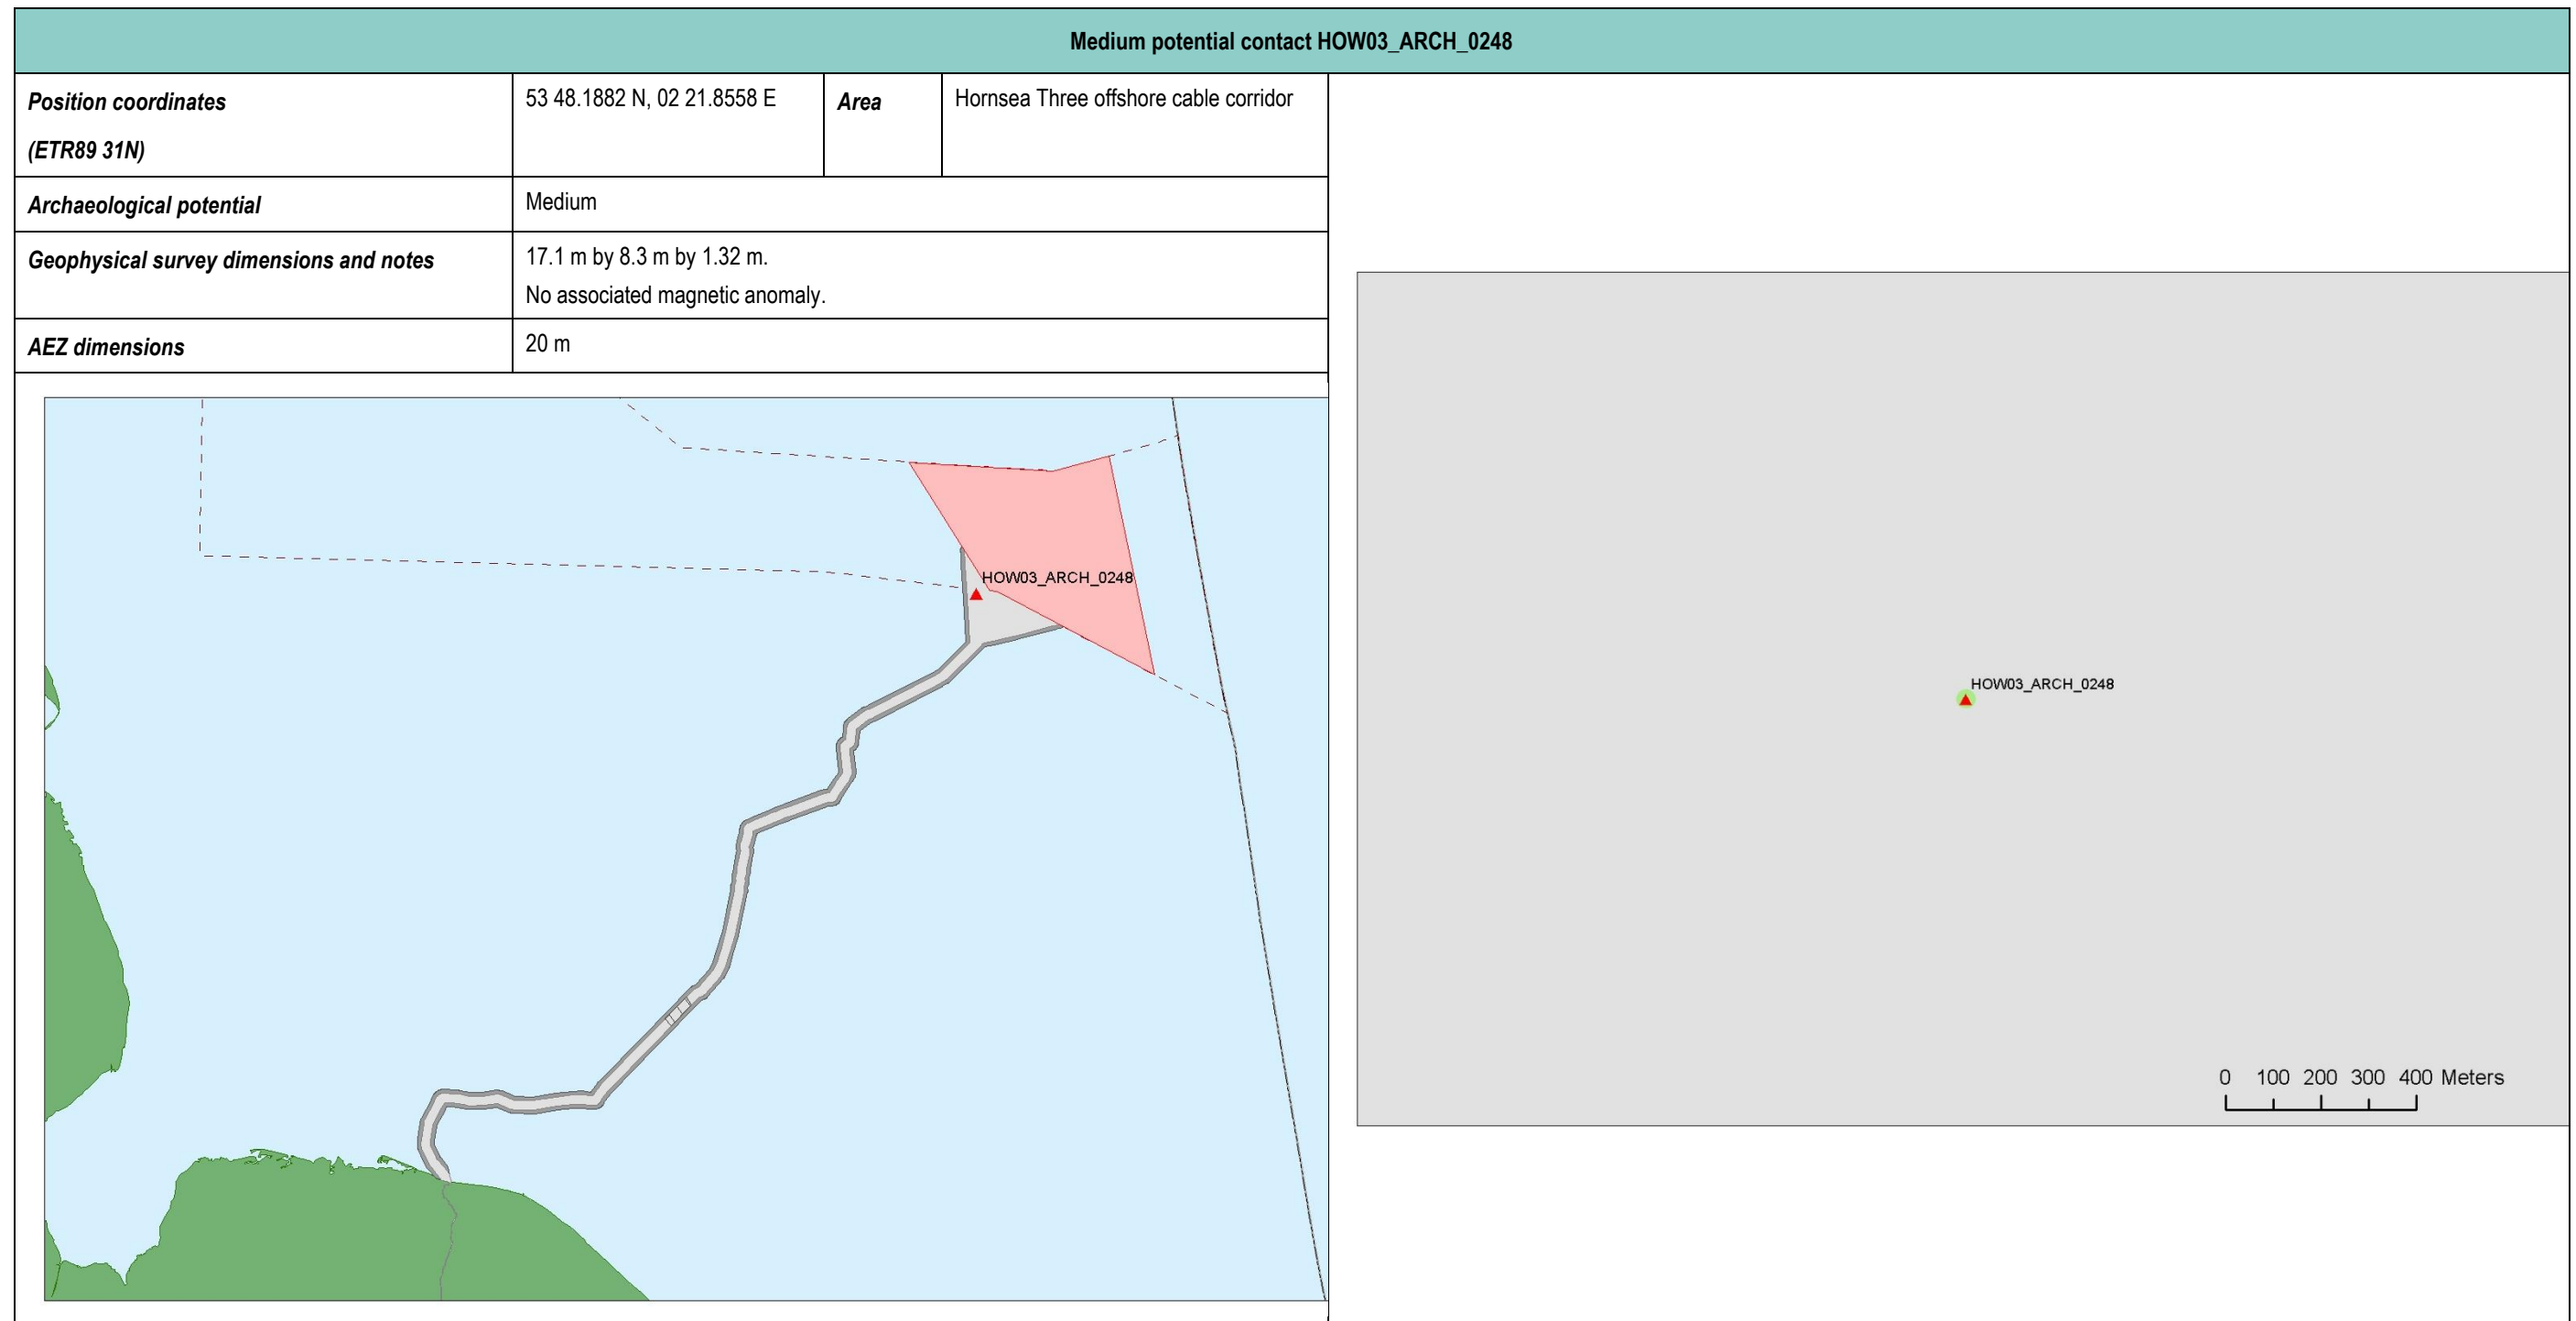 Medium potential contact HOW03_ARCH_0248
Position coordinates
(ETR89 31N)
53 48.1882 N, 02 21.8558 E
Area
Hornsea Three offshore cable corridor
Archaeological potential
Medium
Geophysical survey dimensions and notes
17.1 m by 8.3 m by 1.32 m.
No associated magnetic anomaly.
AEZ dimensions
20 m
HOW03_ARCH_0248
HOW03_ARCH_0248
0 100 200 300 400 Meters